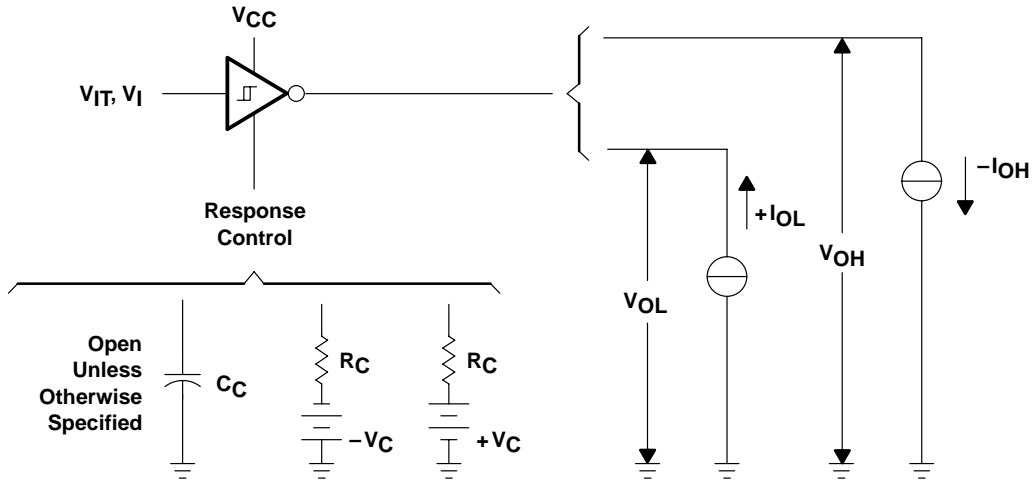 VCC
VIT, VI
Response
Control
–IOH
+IOL
VOH
VOL
Open
Unless
Otherwise
Specified
CC
RC
RC
–VC
+VC